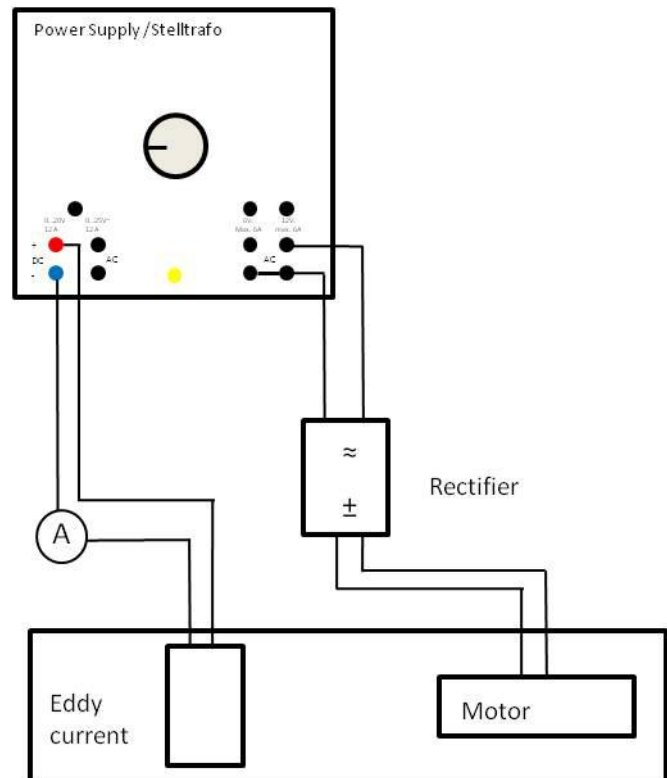 Power Supply /Stelltrafo
0...20V 0...25V~
12 A 12 A
6V 12V
Max. 6A max. 6A
+
DC AC AC
-
≈
±
Rectifier
A
Eddy
current
Motor